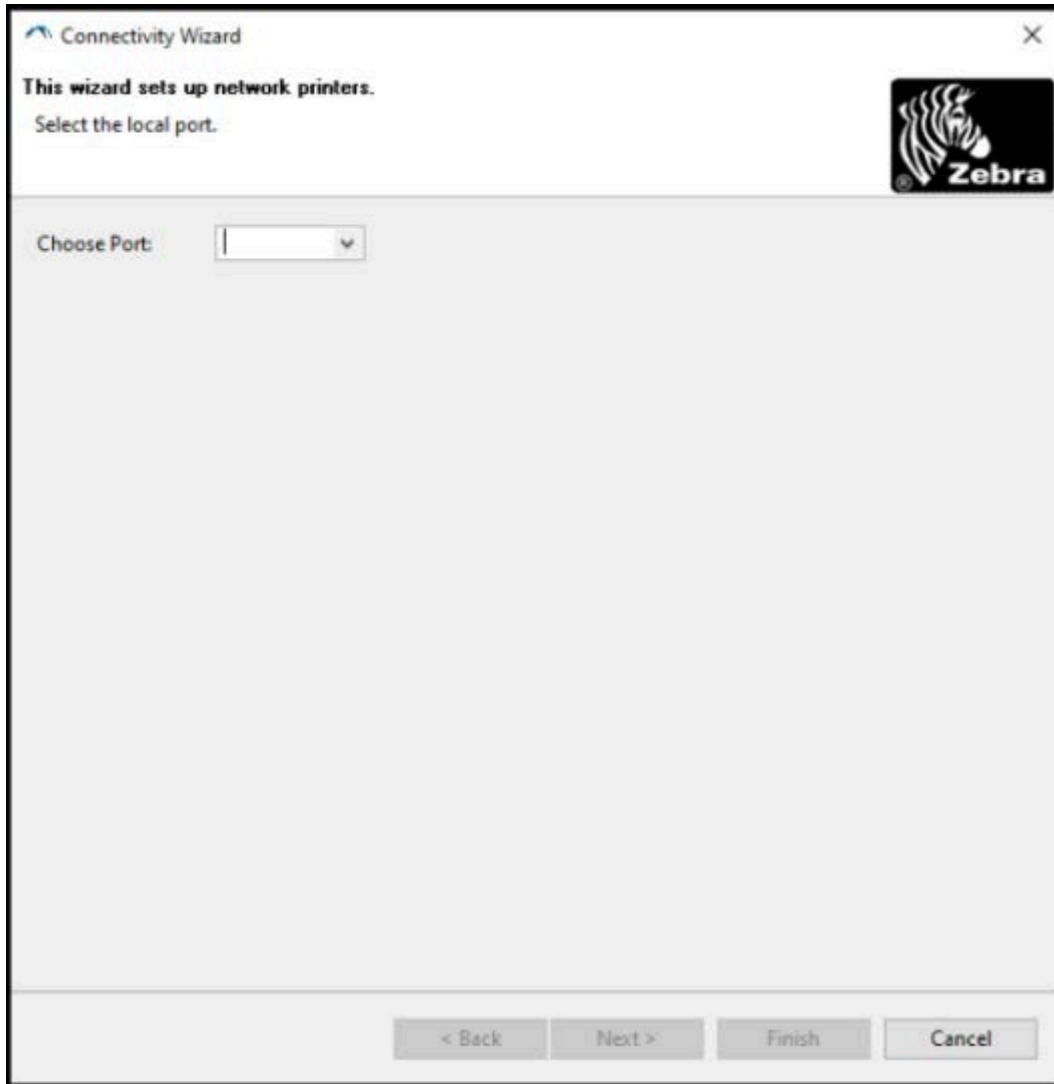 Connectivity Wizard
This wizard sets up network printers.
Select the local port.
® Zebra
Choose Port:
< Back Next > Finish Cancel